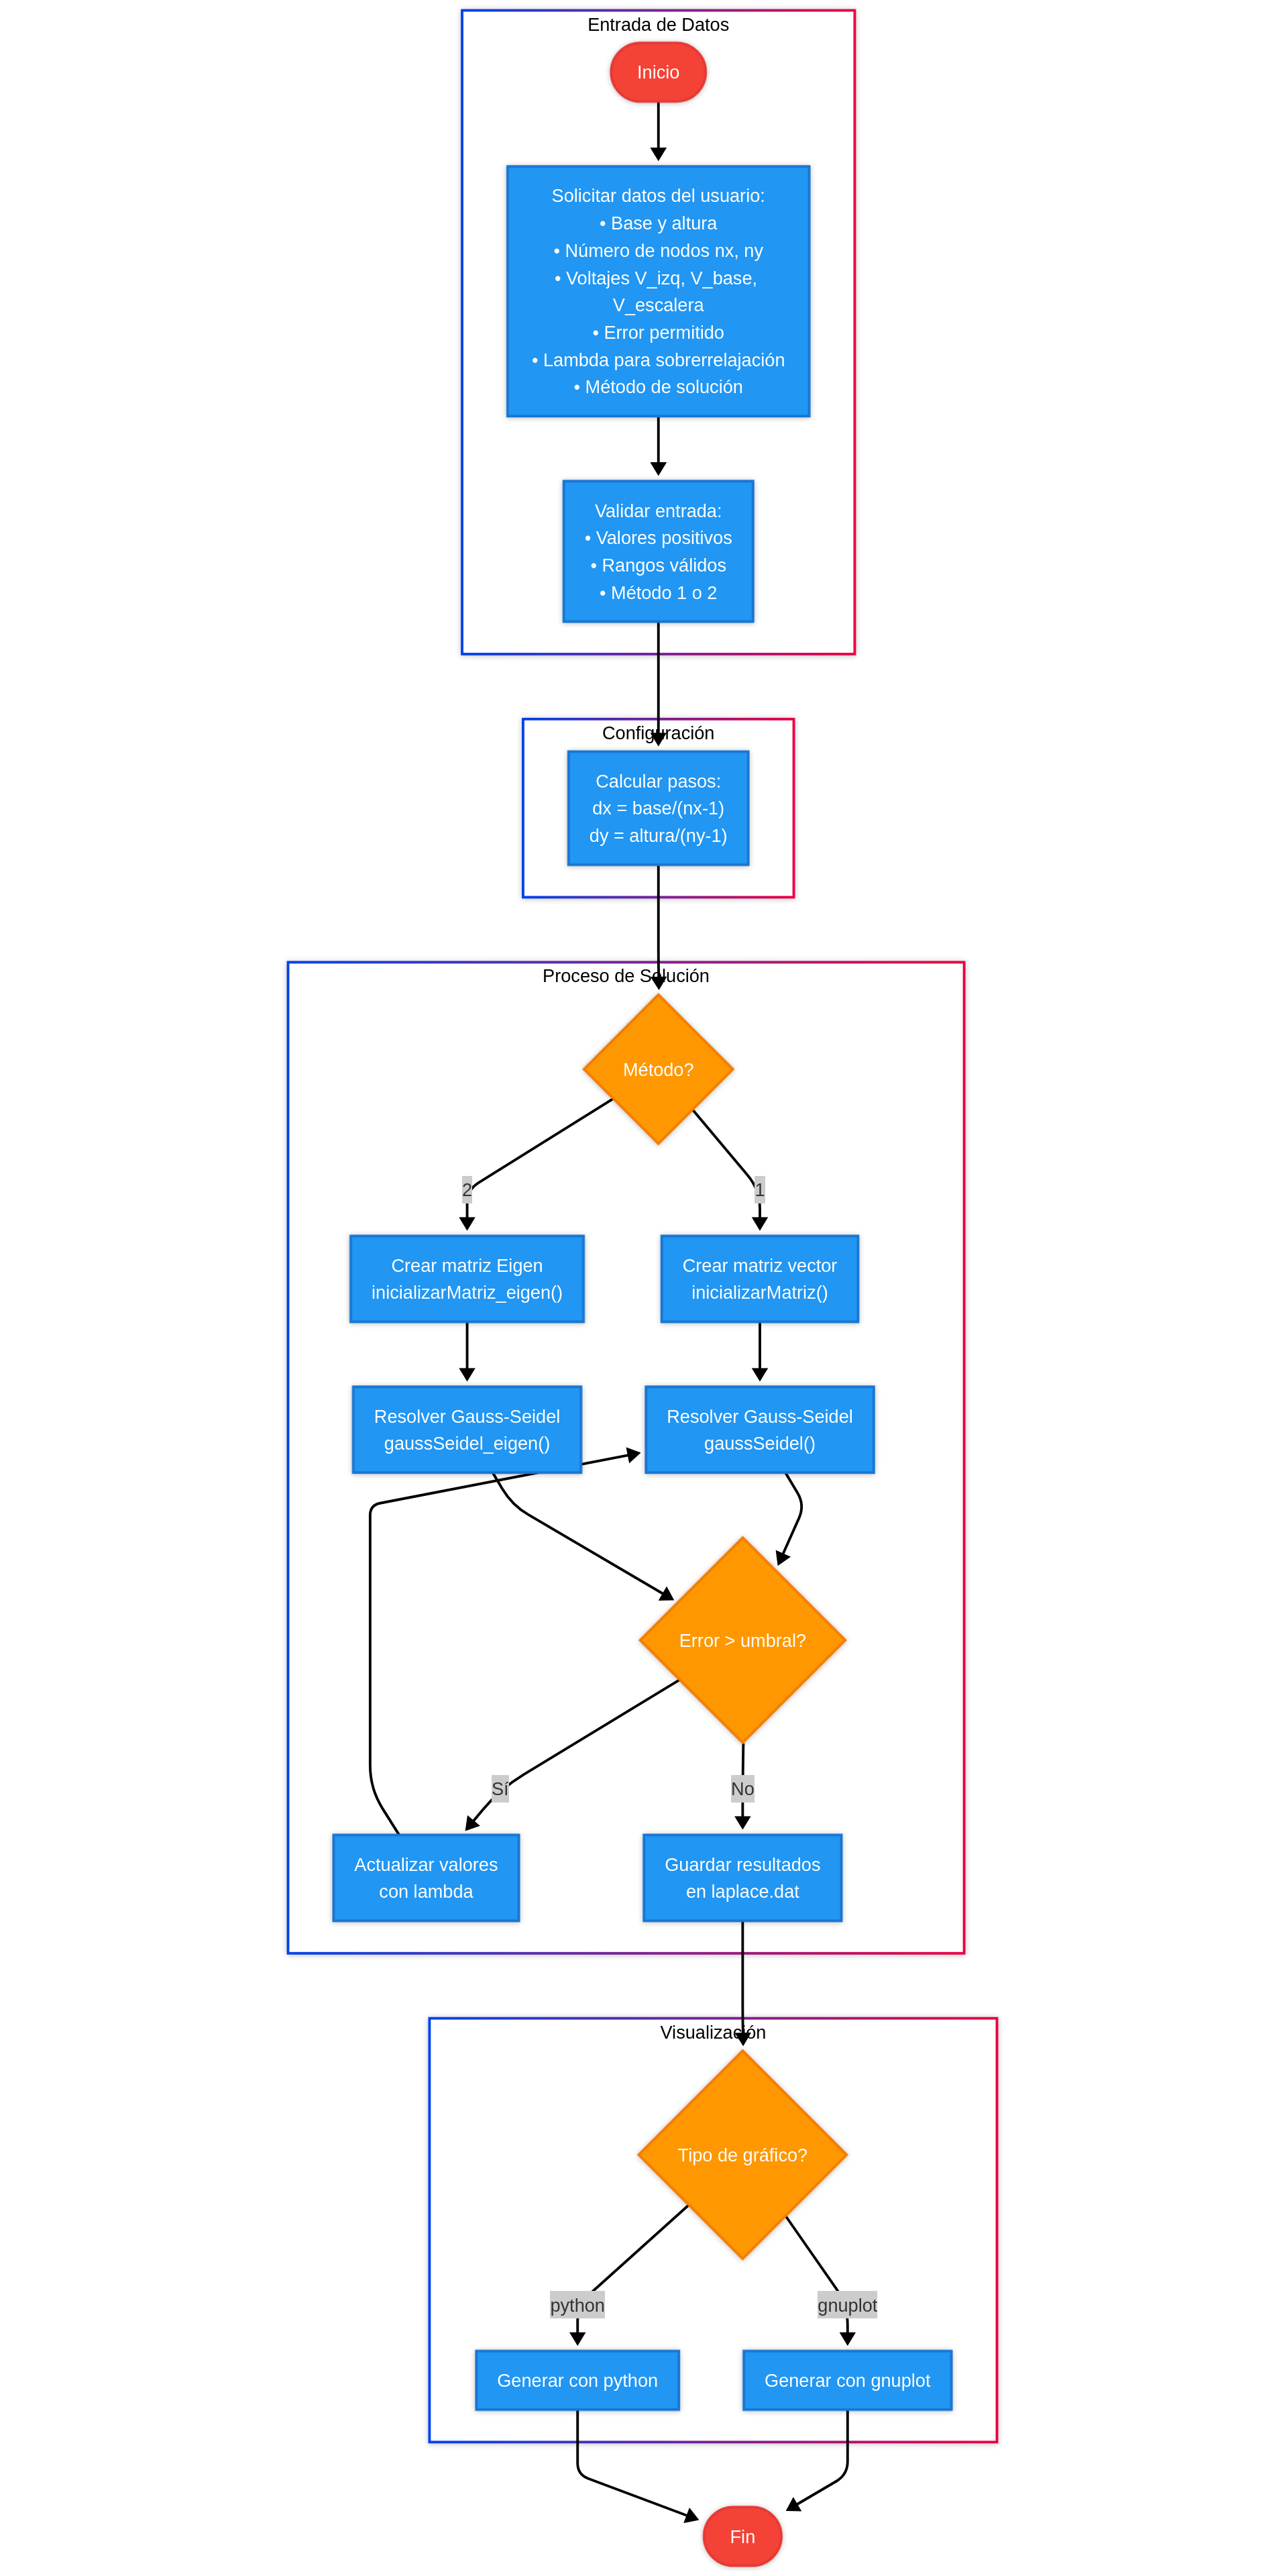 Entrada de Datos
Inicio
Solicitar datos del usuario:
• Base y altura
• Número de nodos nx, ny
• Voltajes V_izq, V_base,
V_escalera
• Error permitido
• Lambda para sobrerrelajación
• Método de solución
Validar entrada:
• Valores positivos
• Rangos válidos
• Método 1 o 2
Configuración
Calcular pasos:
dx = base/(nx-1)
dy = altura/(ny-1)
Proceso de Solución
Método?
2
1
Crear matriz Eigen
inicializarMatriz_eigen()
Crear matriz vector
inicializarMatriz()
Resolver Gauss-Seidel
gaussSeidel_eigen()
Resolver Gauss-Seidel
gaussSeidel()
Error > umbral?
Sí
No
Actualizar valores
con lambda
Guardar resultados
en laplace.dat
Visualización
Tipo de gráfico?
python
gnuplot
Generar con python
Generar con gnuplot
Fin